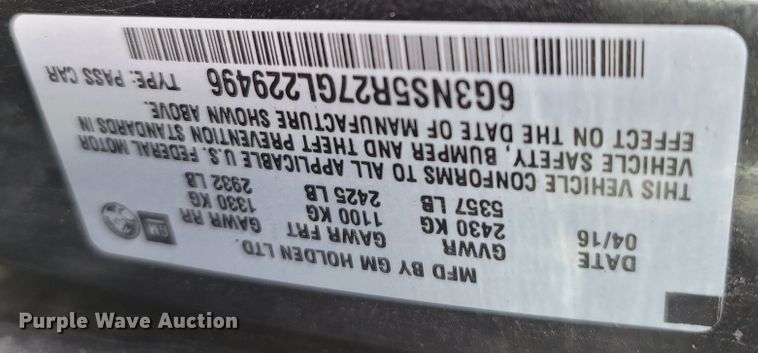 MFD BY GM HOLDEN LTD.
GM
DATE GVWR GAWR FRT GAWR RR
04/16 2430 KG 1100 KG 1330 KG
5357 LB 2425 LB 2932 LB
THIS VEHICLE CONFORMS TO ALL APPLICABLE U.S. FEDERAL MOTOR
VEHICLE SAFETY, BUMPER AND THEFT PREVENTION STANDARDS IN
EFFECT ON THE DATE OF MANUFACTURE SHOWN ABOVE.
6G3NS5R27GL229496 TYPE: PASS CAR
Purple Wave Auction